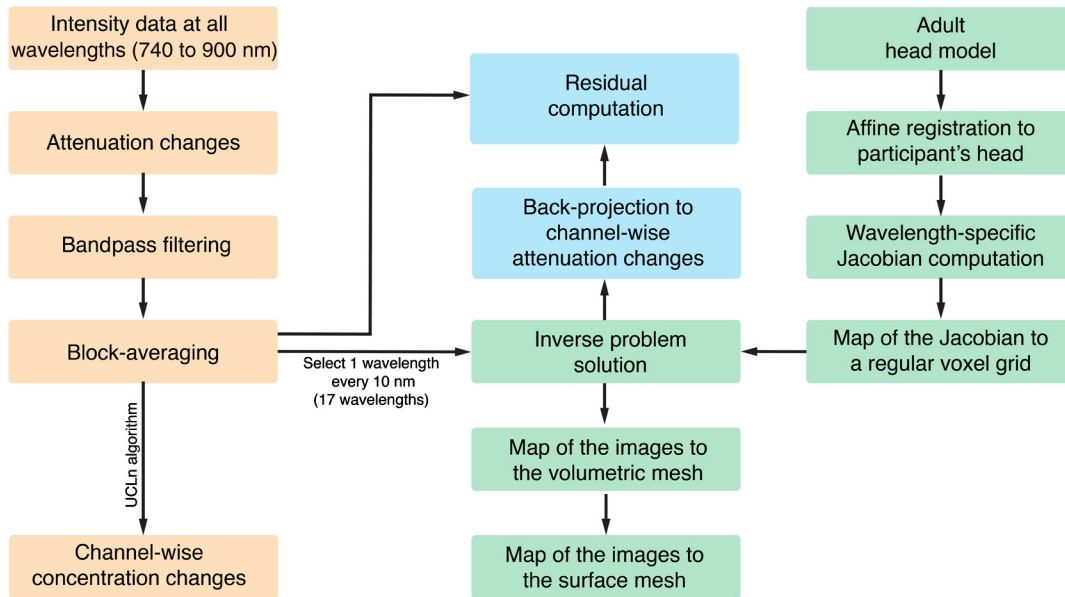 Intensity data at all
wavelengths (740 to 900 nm)
Attenuation changes
Bandpass filtering
Block-averaging
UCLn algorithm
Channel-wise
concentration changes
Select 1 wavelength
every 10 nm
(17 wavelengths)
Residual
computation
Back-projection to
channel-wise
attenuation changes
Inverse problem
solution
Map of the images to
the volumetric mesh
Map of the images to
the surface mesh
Adult
head model
Affine registration to
participant's head
Wavelength-specific
Jacobian computation
Map of the Jacobian to
a regular voxel grid